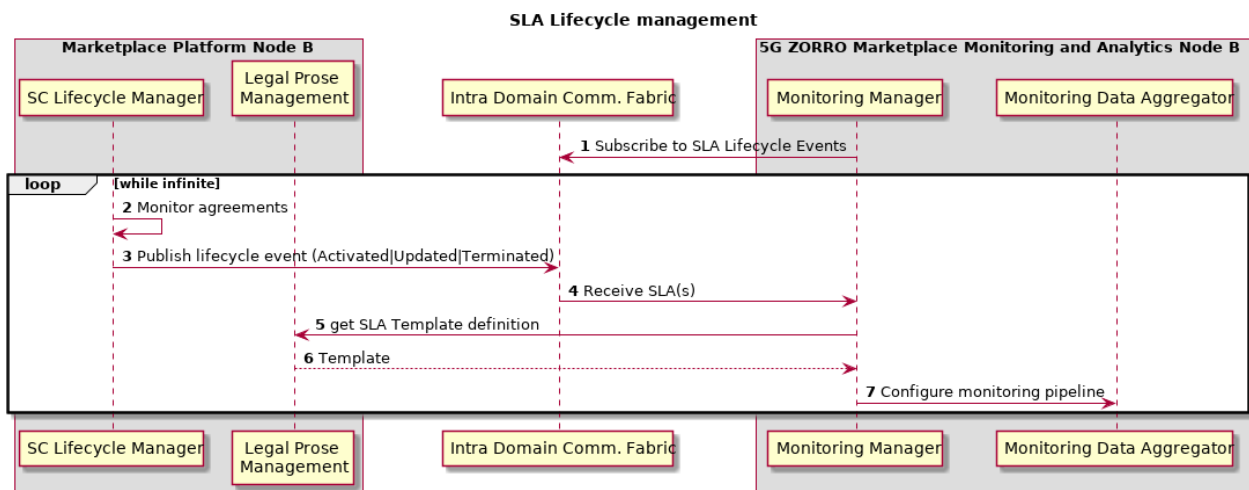 SLA Lifecycle management
Marketplace Platform Node B
5G ZORRO Marketplace Monitoring and Analytics Node B
SC Lifecycle Manager
Legal Prose
Management
Intra Domain Comm. Fabric
Monitoring Manager
Monitoring Data Aggregator
1 Subscribe to SLA Lifecycle Events
loop
[while infinite]
2 Monitor agreements
3 Publish lifecycle event (Activated|Updated|Terminated)
4 Receive SLA(s)
5 get SLA Template definition
6 Template
7 Configure monitoring pipeline
SC Lifecycle Manager
Legal Prose
Management
Intra Domain Comm. Fabric
Monitoring Manager
Monitoring Data Aggregator